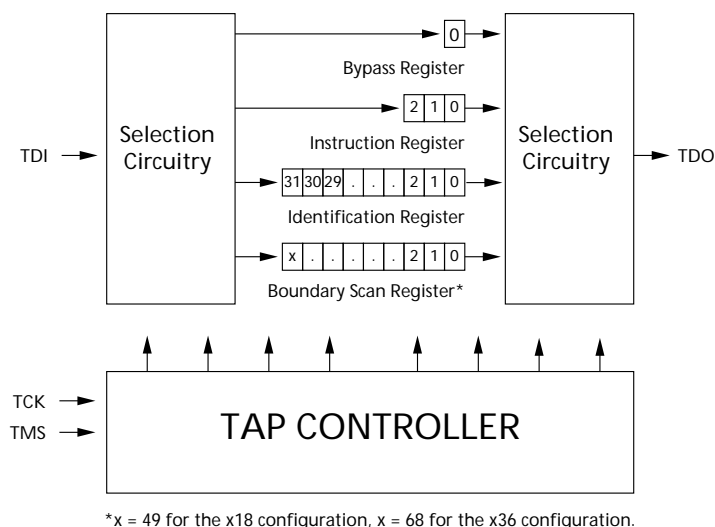 0
Bypass Register
2 1 0
Instruction Register
Selection
Circuitry
Selection
Circuitry
TDI
TDO
31 30 29 . . . 2 1 0
Identification Register
x . . . . . 2 1 0
Boundary Scan Register*
TCK
TMS
TAP CONTROLLER
*x = 49 for the x18 configuration, x = 68 for the x36 configuration.